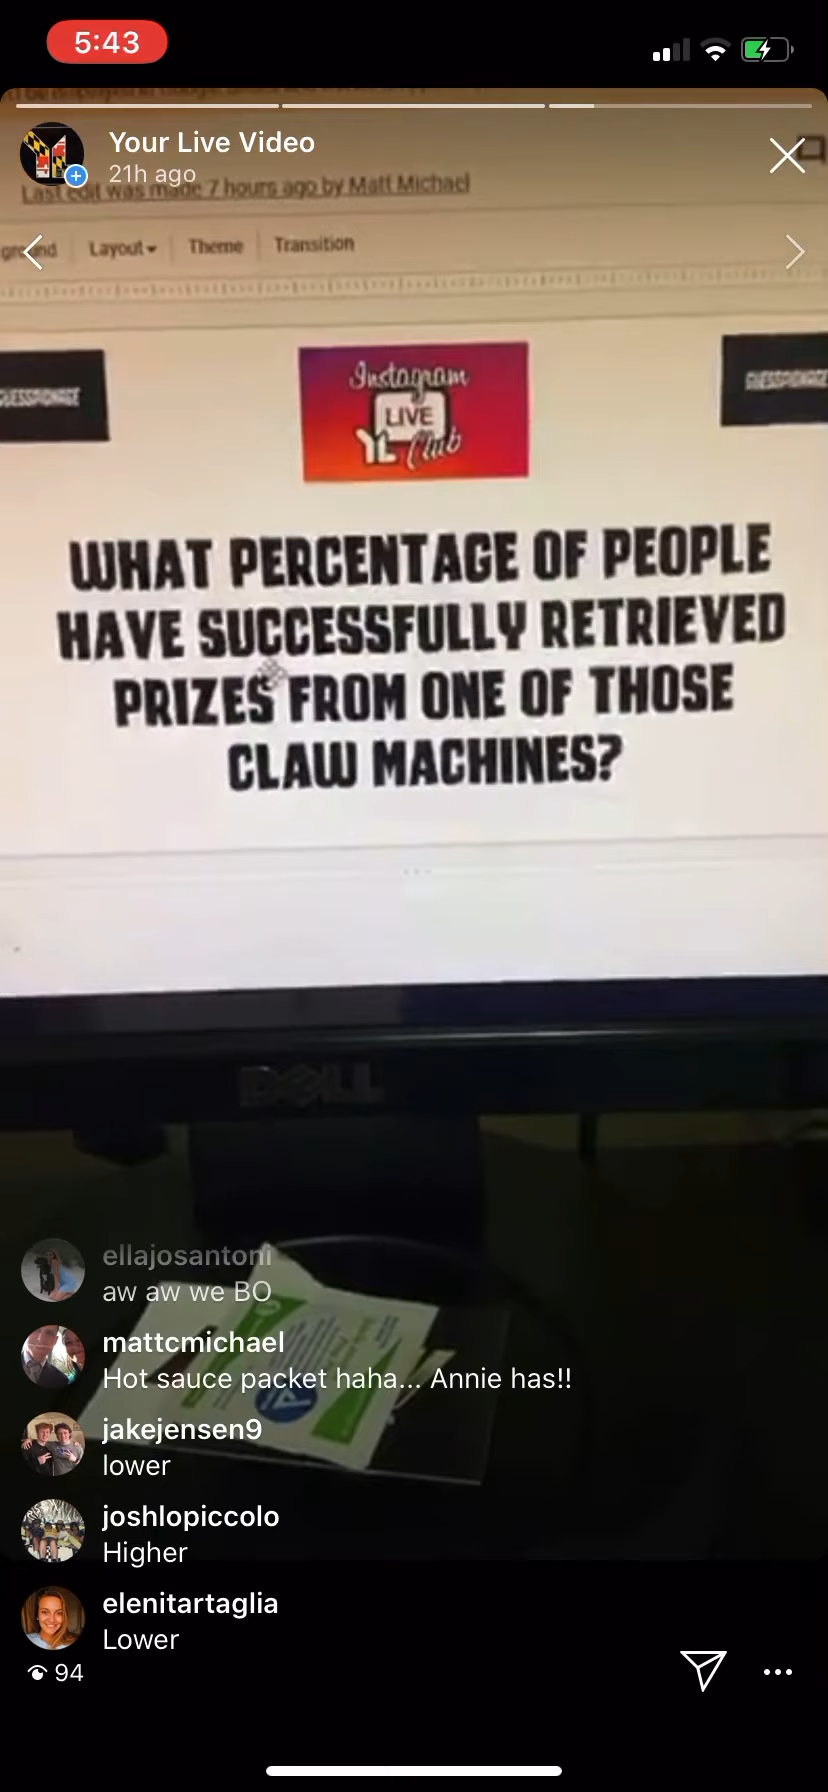 5:43
Your Live Video
21h ago
Last edit was made 7 hours ago by Matt Michael
Layout
Theme
Transition
GUESSPIONAGE
Instagram
LIVE
YL Club
GUESSPIONAGE
WHAT PERCENTAGE OF PEOPLE
HAVE SUCCESSFULLY RETRIEVED
PRIZES FROM ONE OF THOSE
CLAW MACHINES?
DELL
ellajosantoni
aw aw we BO
mattcmichael
Hot sauce packet haha... Annie has!!
jakejensen9
lower
joshlopiccolo
Higher
elenitartaglia
Lower
94